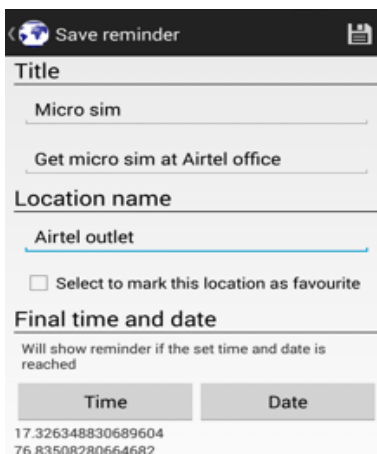 Save reminder
Title
Micro sim
Get micro sim at Airtel office
Location name
Airtel outlet
Select to mark this location as favourite
Final time and date
Will show reminder if the set time and date is
reached
Time Date
17.326348830689604
76.83508280664682